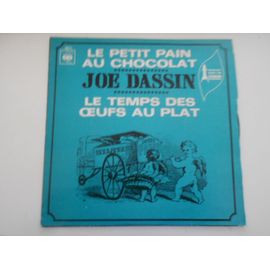 LE PETIT PAIN
AU CHOCOLAT
JOE DASSIN
LE TEMPS DES
ŒUFS AU PLAT